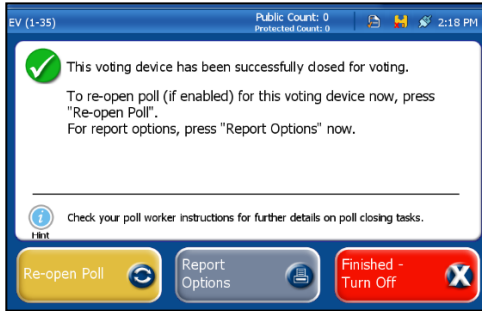 EV (1-35)
Public Count: 0
Protected Count: 0
2:18 PM
This voting device has been successfully closed for voting.
To re-open poll (if enabled) for this voting device now, press
"Re-open Poll".
For report options, press "Report Options" now.
Hint
Check your poll worker instructions for further details on poll closing tasks.
Re-open Poll
Report
Options
Finished -
Turn Off